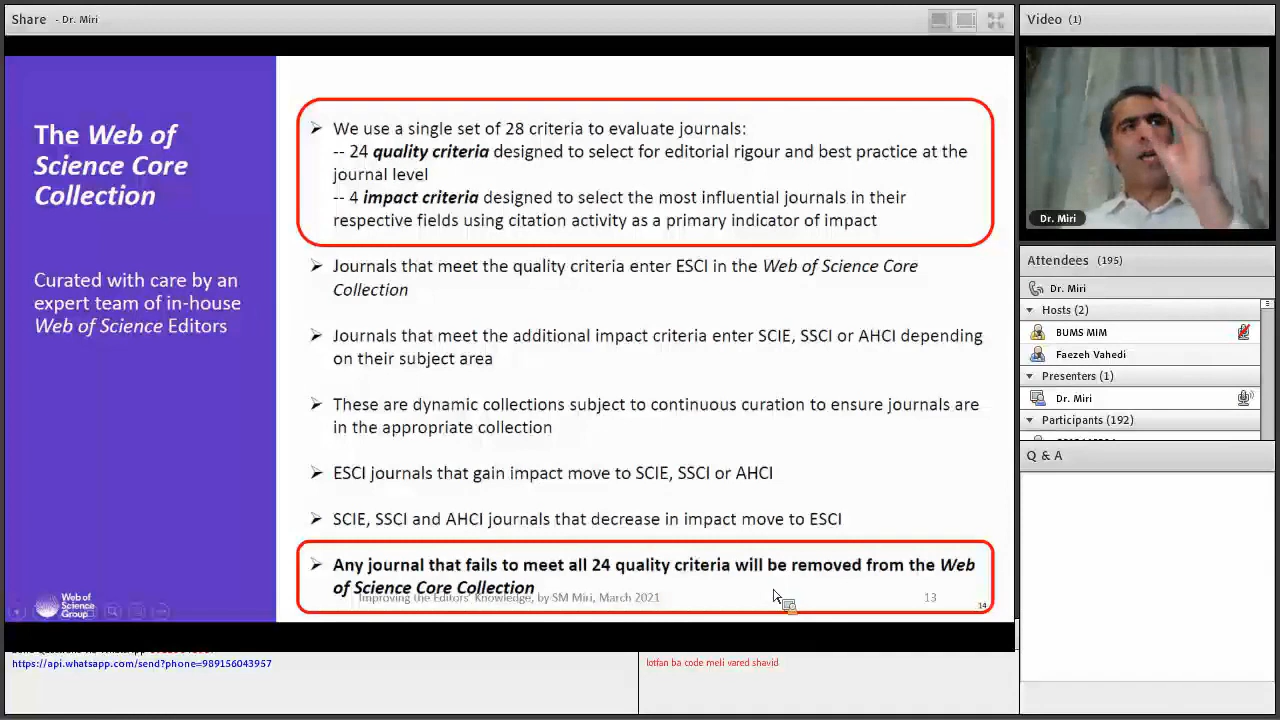 Share - Dr. Miri
The Web of
Science Core
Collection
Curated with care by an
expert team of in-house
Web of Science Editors
Web of
Science
Group
➢ We use a single set of 28 criteria to evaluate journals:
-- 24 quality criteria designed to select for editorial rigour and best practice at the
journal level
-- 4 impact criteria designed to select the most influential journals in their
respective fields using citation activity as a primary indicator of impact
➢ Journals that meet the quality criteria enter ESCI in the Web of Science Core
Collection
➢ Journals that meet the additional impact criteria enter SCIE, SSCI or AHCI depending
on their subject area
➢ These are dynamic collections subject to continuous curation to ensure journals are
in the appropriate collection
➢ ESCI journals that gain impact move to SCIE, SSCI or AHCI
➢ SCIE, SSCI and AHCI journals that decrease in impact move to ESCI
➢ Any journal that fails to meet all 24 quality criteria will be removed from the Web
of Science Core Collection
Improving the Editors' Knowledge, by SM Miri, March 2021
13
14
https://api.whatsapp.com/send?phone=989156043957
lotfan ba code meli vared shavid
Video (1)
Dr. Miri
Attendees (195)
Dr. Miri
Hosts (2)
BUMS MIM
Faezeh Vahedi
Presenters (1)
Dr. Miri
Participants (192)
Q & A